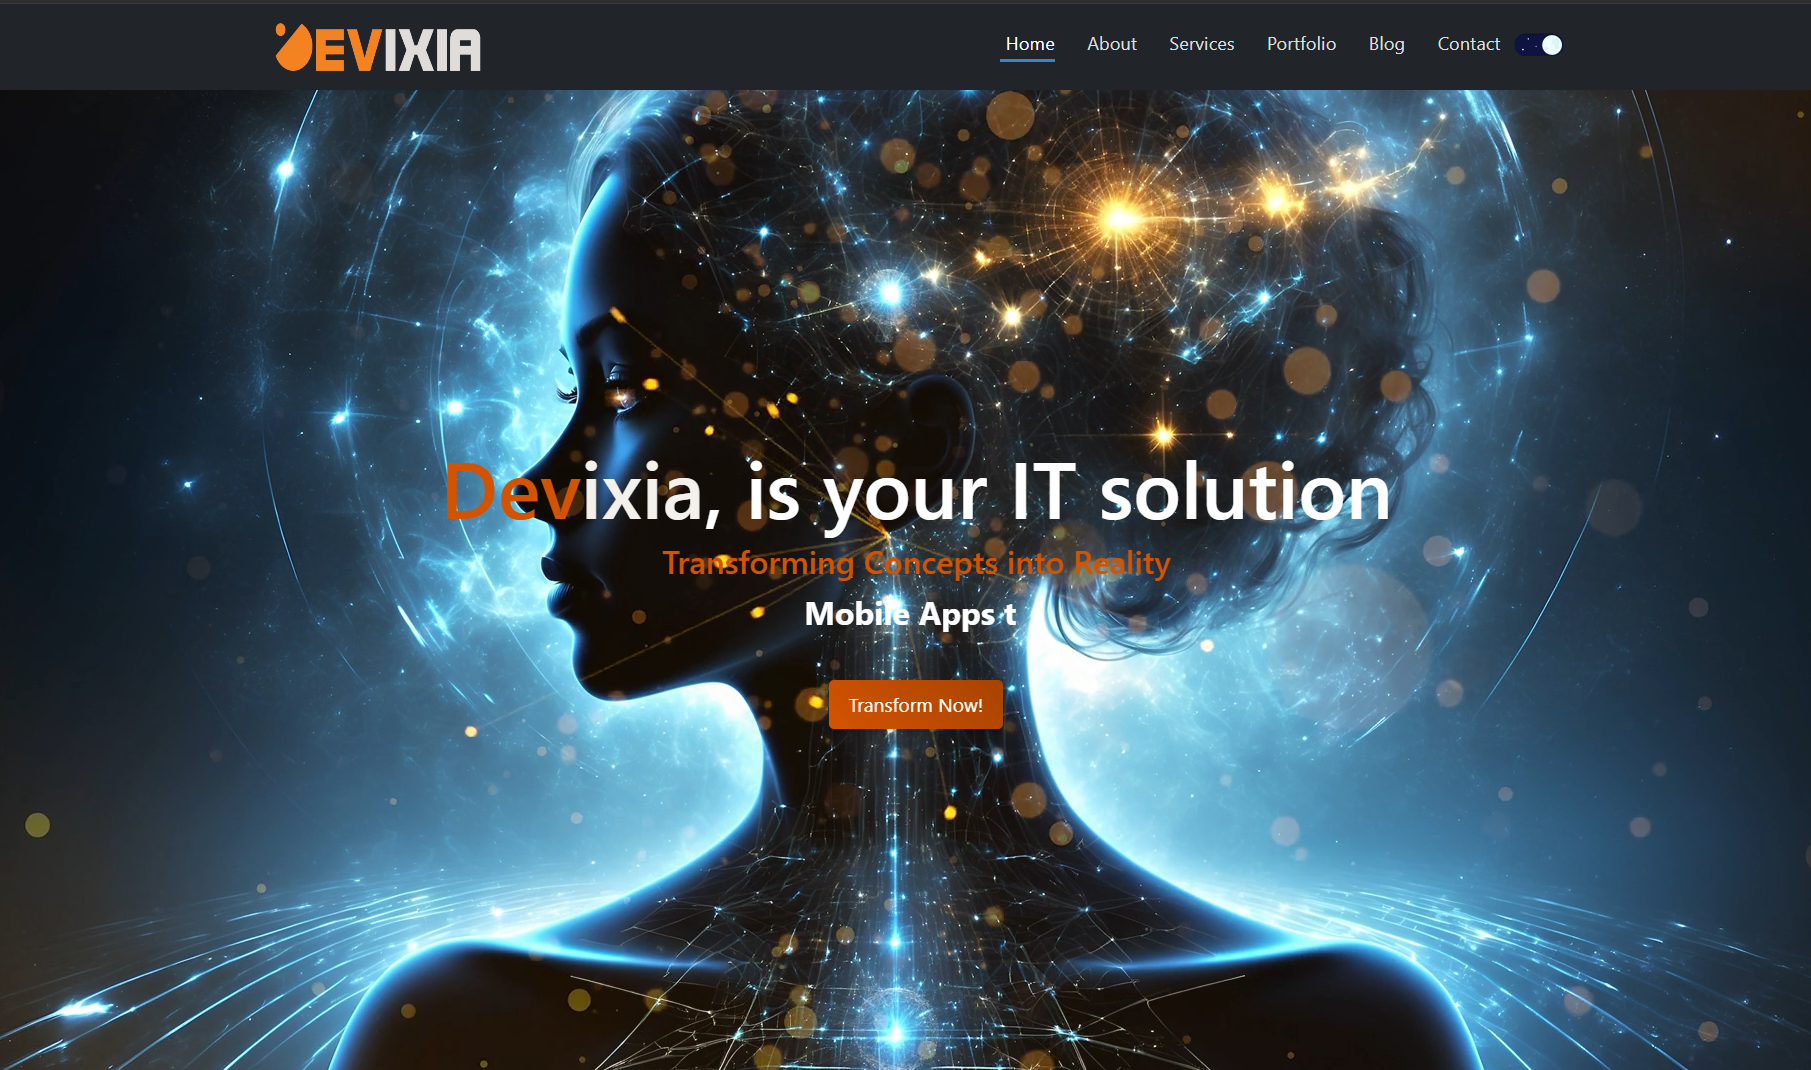 DEVIXIA
Home About Services Portfolio Blog Contact
Devixia, is your IT solution
Transforming Concepts into Reality
Mobile Apps t
Transform Now!